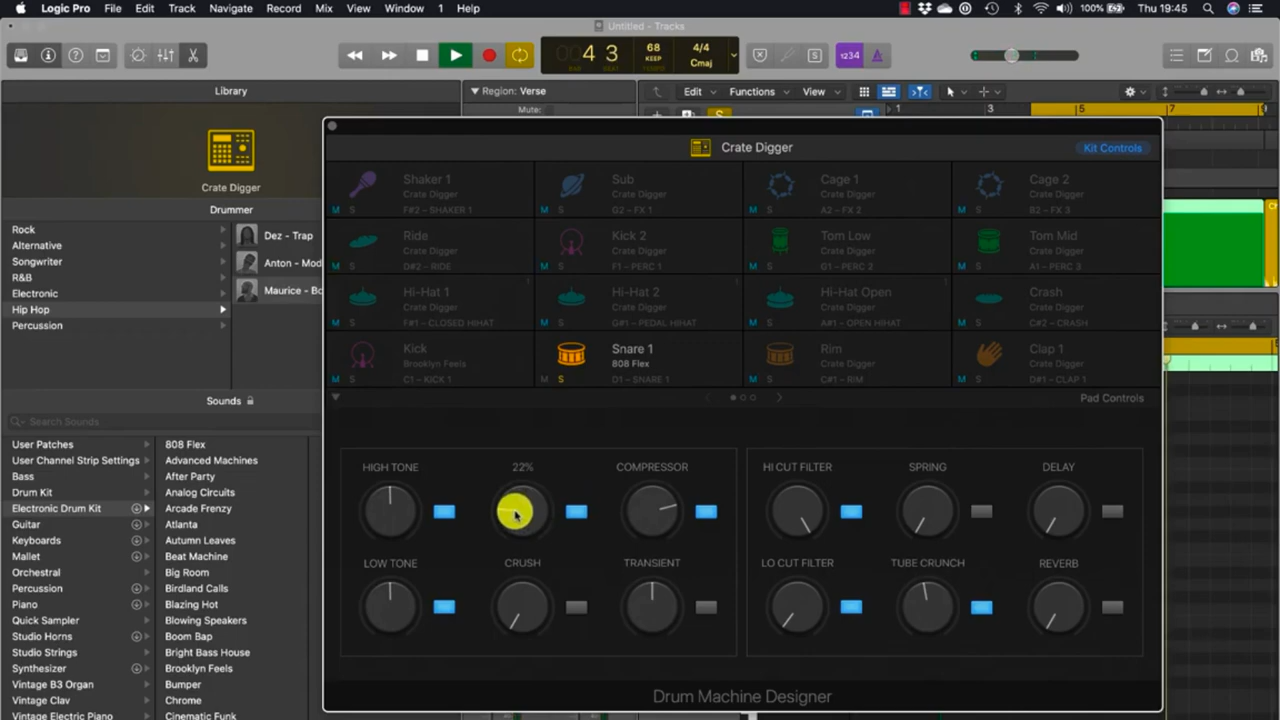 Logic Pro File Edit Track Navigate Record Mix View Window 1 Help 100% Thu 19:45
Untitled - Tracks
4 3 68 KEEP 4/4 Cmaj 1234
BAR BEAT TEMPO
Library Region: Verse Edit Functions View 1 3 5 7 9
Mute: S
Crate Digger
Drummer
Rock
Alternative
Songwriter
R&B
Electronic
Hip Hop
Percussion
Dez - Trap
Anton - Mod
Maurice - Bo
Sounds
Search Sounds
User Patches
User Channel Strip Settings
Bass
Drum Kit
Electronic Drum Kit
Guitar
Keyboards
Mallet
Orchestral
Percussion
Piano
Quick Sampler
Studio Horns
Studio Strings
Synthesizer
Vintage B3 Organ
Vintage Clav
Vintage Electric Piano
808 Flex
Advanced Machines
After Party
Analog Circuits
Arcade Frenzy
Atlanta
Autumn Leaves
Beat Machine
Big Room
Birdland Calls
Blazing Hot
Blowing Speakers
Boom Bap
Bright Bass House
Brooklyn Feels
Bumper
Chrome
Cinematic Funk
Crate Digger Kit Controls
Shaker 1
Crate Digger
M S F#2 – SHAKER 1
Sub
Crate Digger
M S G2 – FX 1
Cage 1
Crate Digger
M S A2 – FX 2
Cage 2
Crate Digger
M S B2 – FX 3
Ride
Crate Digger
M S D#2 – RIDE
Kick 2
Crate Digger
M S F1 – PERC 1
Tom Low
Crate Digger
M S G1 – PERC 2
Tom Mid
Crate Digger
M S A1 – PERC 3
Hi-Hat 1
Crate Digger
M S F#1 – CLOSED HIHAT
Hi-Hat 2
Crate Digger
M S G#1 – PEDAL HIHAT
Hi-Hat Open
Crate Digger
M S A#1 – OPEN HIHAT
Crash
Crate Digger
M S C#2 – CRASH
Kick
Brooklyn Feels
M S C1 – KICK 1
Snare 1
808 Flex
M S D1 – SNARE 1
Rim
Crate Digger
M S C#1 – RIM
Clap 1
Crate Digger
M S D#1 – CLAP 1
Pad Controls
HIGH TONE 22% COMPRESSOR HI CUT FILTER SPRING DELAY
LOW TONE CRUSH TRANSIENT LO CUT FILTER TUBE CRUNCH REVERB
Drum Machine Designer